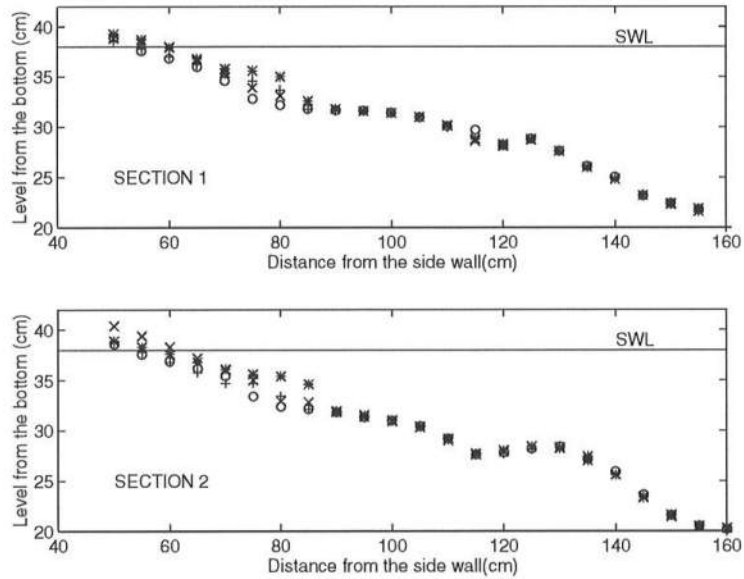 40
35
30
25
20
Level from the bottom (cm)
SWL
SECTION 1
40 60 80 100 120 140 160
Distance from the side wall(cm)
40
35
30
25
20
Level from the bottom (cm)
SWL
SECTION 2
40 60 80 100 120 140 160
Distance from the side wall(cm)